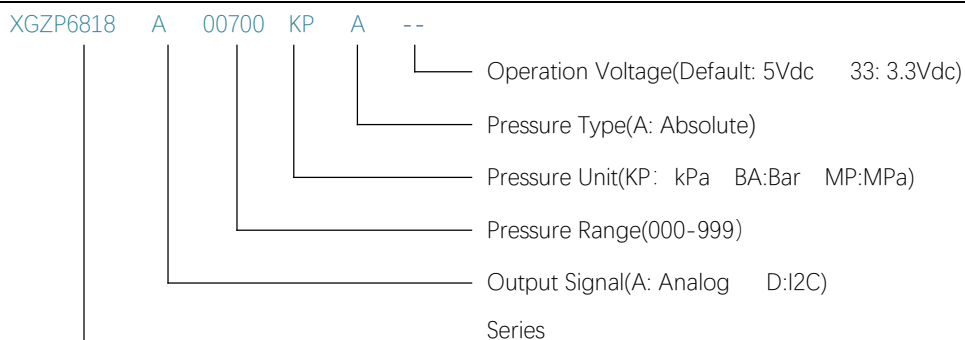 XGZP6818 A 00700 KP A --
Operation Voltage(Default: 5Vdc 33: 3.3Vdc)
Pressure Type(A: Absolute)
Pressure Unit(KP： kPa BA:Bar MP:MPa)
Pressure Range(000-999）
Output Signal(A: Analog D:I2C)
Series